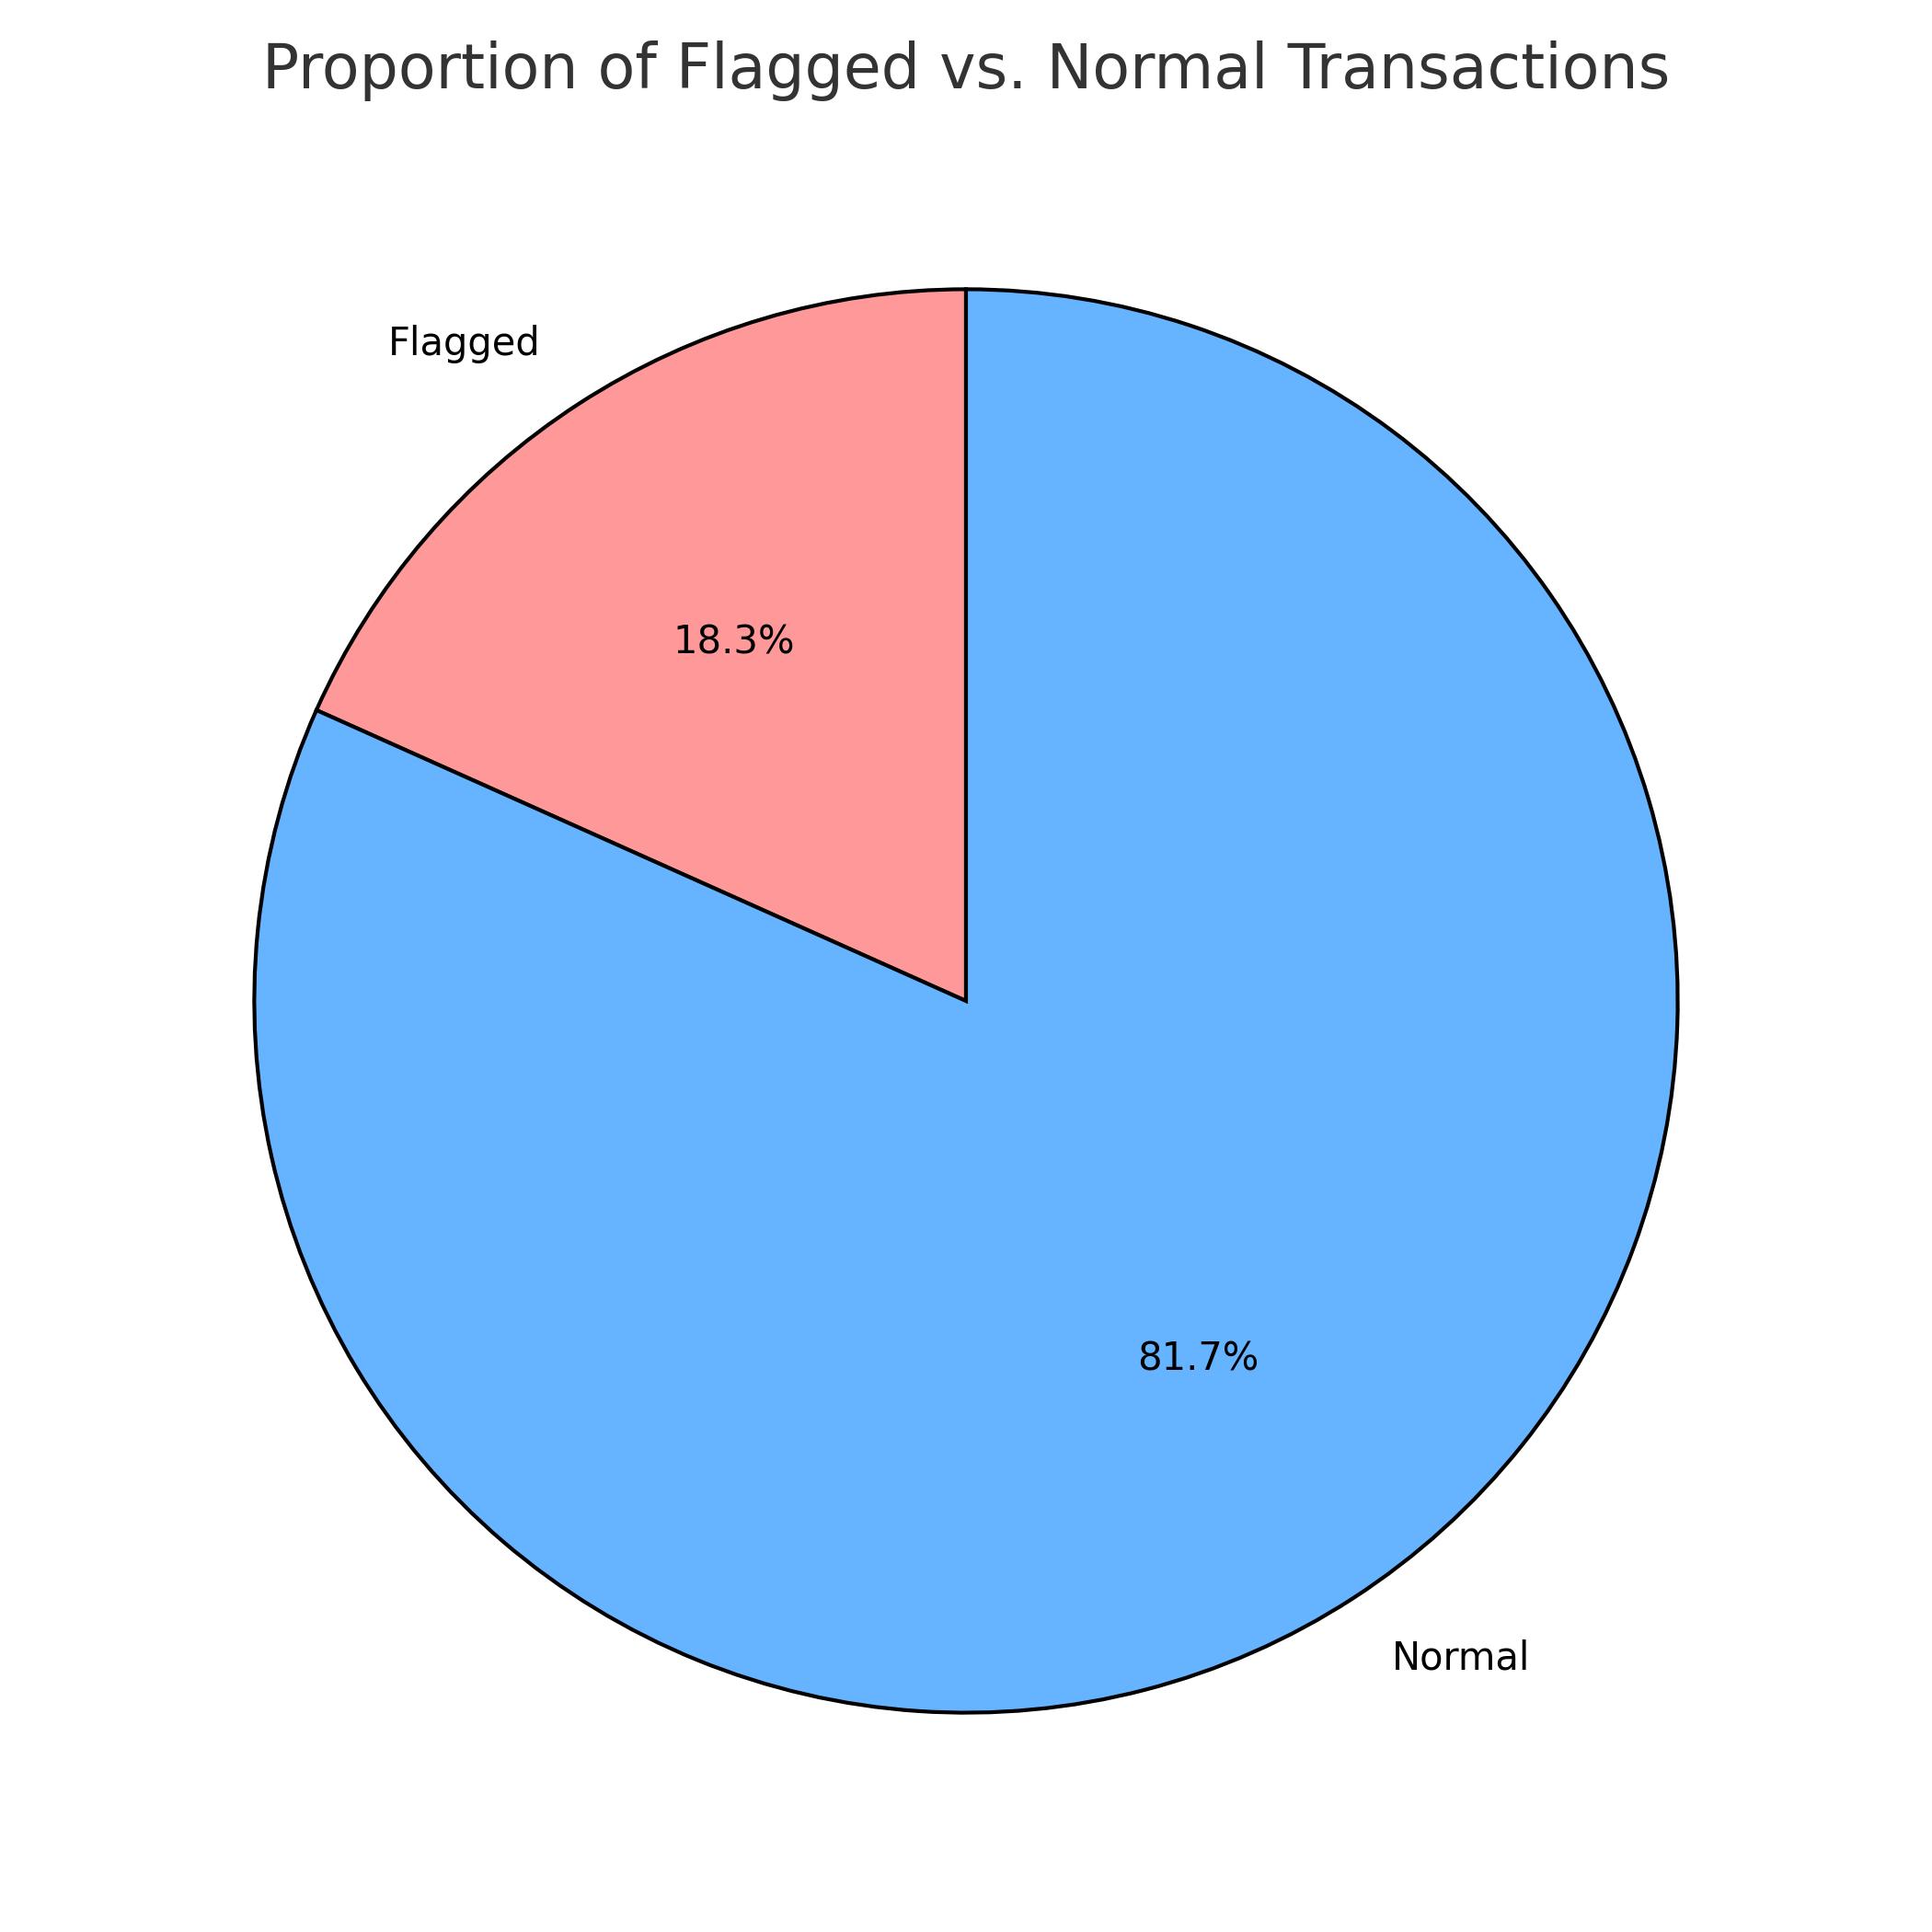 Proportion of Flagged vs. Normal Transactions
Flagged
18.3%
81.7%
Normal